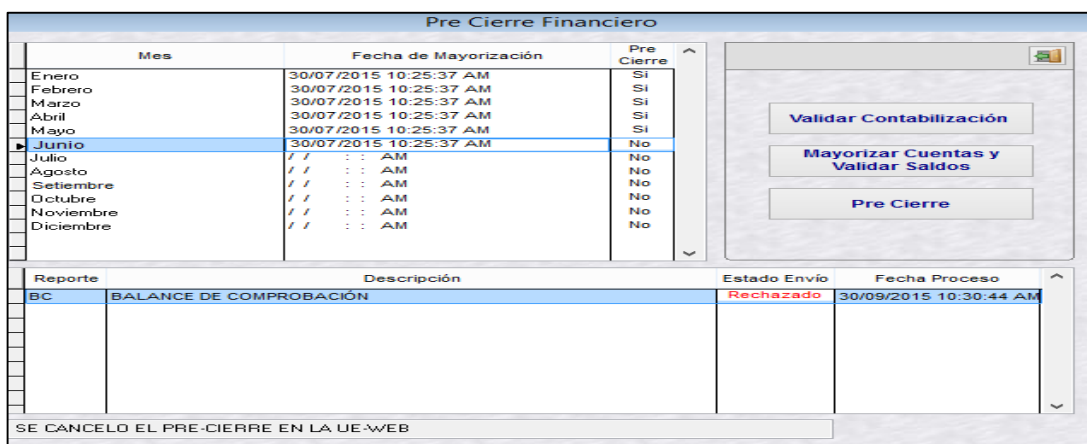 Pre Cierre Financiero
Mes Fecha de Mayorización Pre Cierre
Enero 30/07/2015 10:25:37 AM Si
Febrero 30/07/2015 10:25:37 AM Si
Marzo 30/07/2015 10:25:37 AM Si
Abril 30/07/2015 10:25:37 AM Si
Mayo 30/07/2015 10:25:37 AM Si
Junio 30/07/2015 10:25:37 AM No
Julio / / : : AM No
Agosto / / : : AM No
Setiembre / / : : AM No
Octubre / / : : AM No
Noviembre / / : : AM No
Diciembre / / : : AM No
Validar Contabilización
Mayorizar Cuentas y
Validar Saldos
Pre Cierre
Reporte Descripción Estado Envío Fecha Proceso
BC BALANCE DE COMPROBACIÓN Rechazado 30/09/2015 10:30:44 AM
SE CANCELO EL PRE-CIERRE EN LA UE-WEB